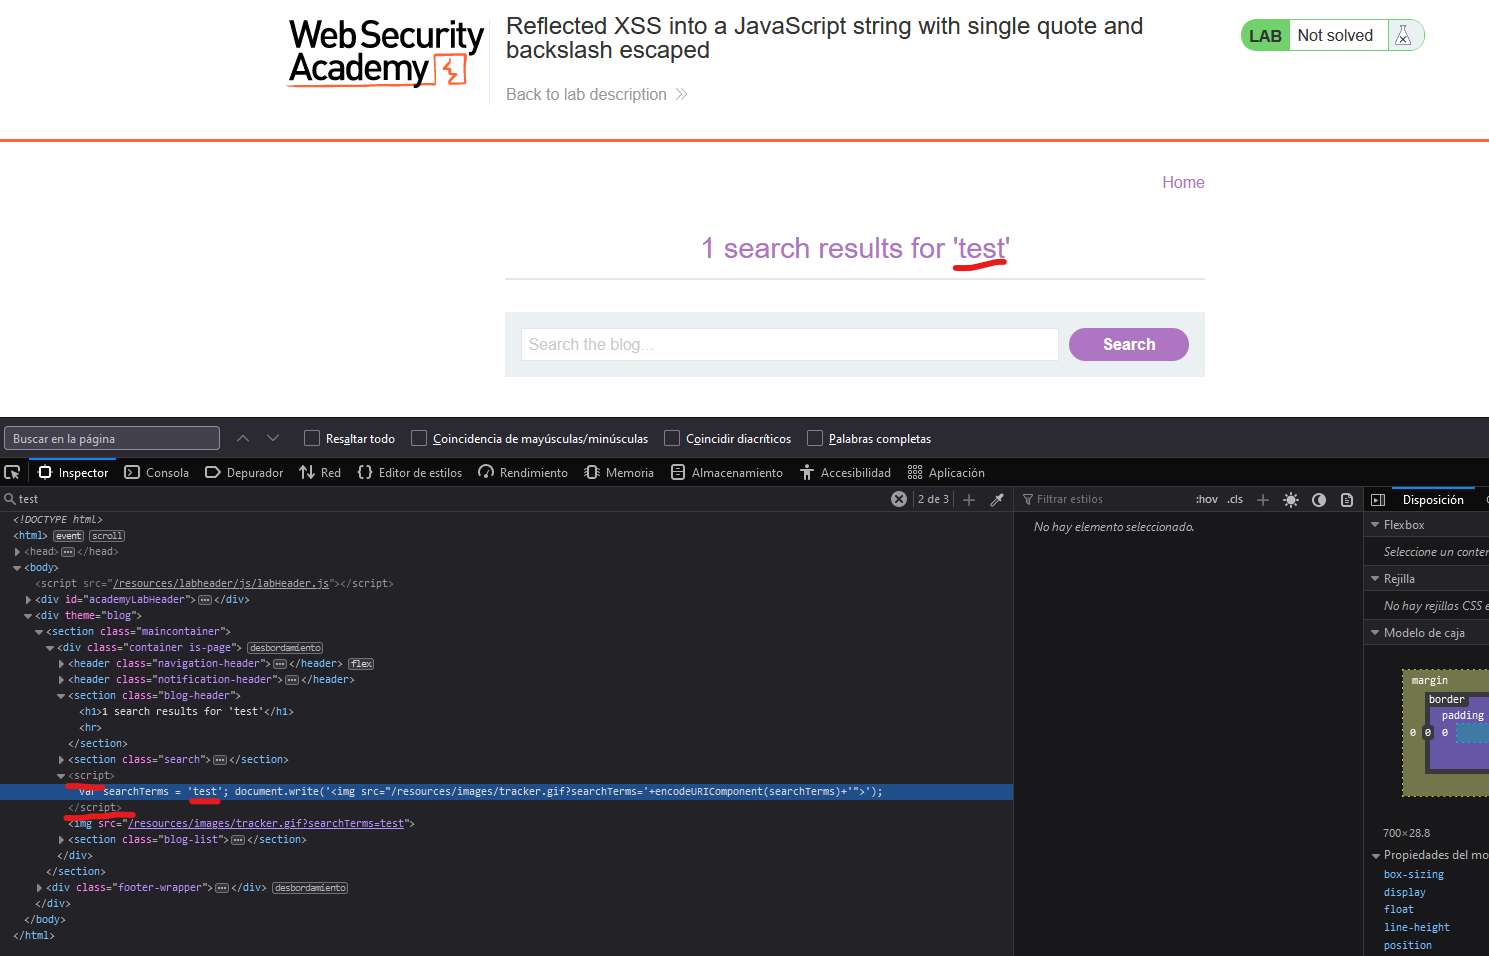 Web Security
Academy
Reflected XSS into a JavaScript string with single quote and
backslash escaped
Back to lab description
LAB Not solved
Home
1 search results for 'test'
Search the blog...
Search
Buscar en la página
Resaltar todo
Coincidencia de mayúsculas/minúsculas
Coincidir diacríticos
Palabras completas
Inspector
Consola
Depurador
Red
Editor de estilos
Rendimiento
Memoria
Almacenamiento
Accesibilidad
Aplicación
test
2 de 3
Filtrar estilos
:hov .cls
Disposición
<!DOCTYPE html>
<html> event scroll
<head> </head>
<body>
<script src="/resources/labheader/js/labHeader.js"></script>
<div id="academyLabHeader"> </div>
<div theme="blog">
<section class="maincontainer">
<div class="container is-page"> desbordamiento
<header class="navigation-header"> </header> flex
<header class="notification-header"> </header>
<section class="blog-header">
<h1>1 search results for 'test'</h1>
<hr>
</section>
<section class="search"> </section>
<script>
var searchTerms = 'test'; document.write('<img src="/resources/images/tracker.gif?searchTerms='+encodeURIComponent(searchTerms)+'">');
</script>
<img src="/resources/images/tracker.gif?searchTerms=test">
<section class="blog-list"> </section>
</div>
</section>
<div class="footer-wrapper"> </div> desbordamiento
</div>
</body>
</html>
No hay elemento seleccionado.
Flexbox
Seleccione un conte
Rejilla
No hay rejillas CSS e
Modelo de caja
margin
border
padding
0 0 0
700×28.8
Propiedades del mo
box-sizing
display
float
line-height
position